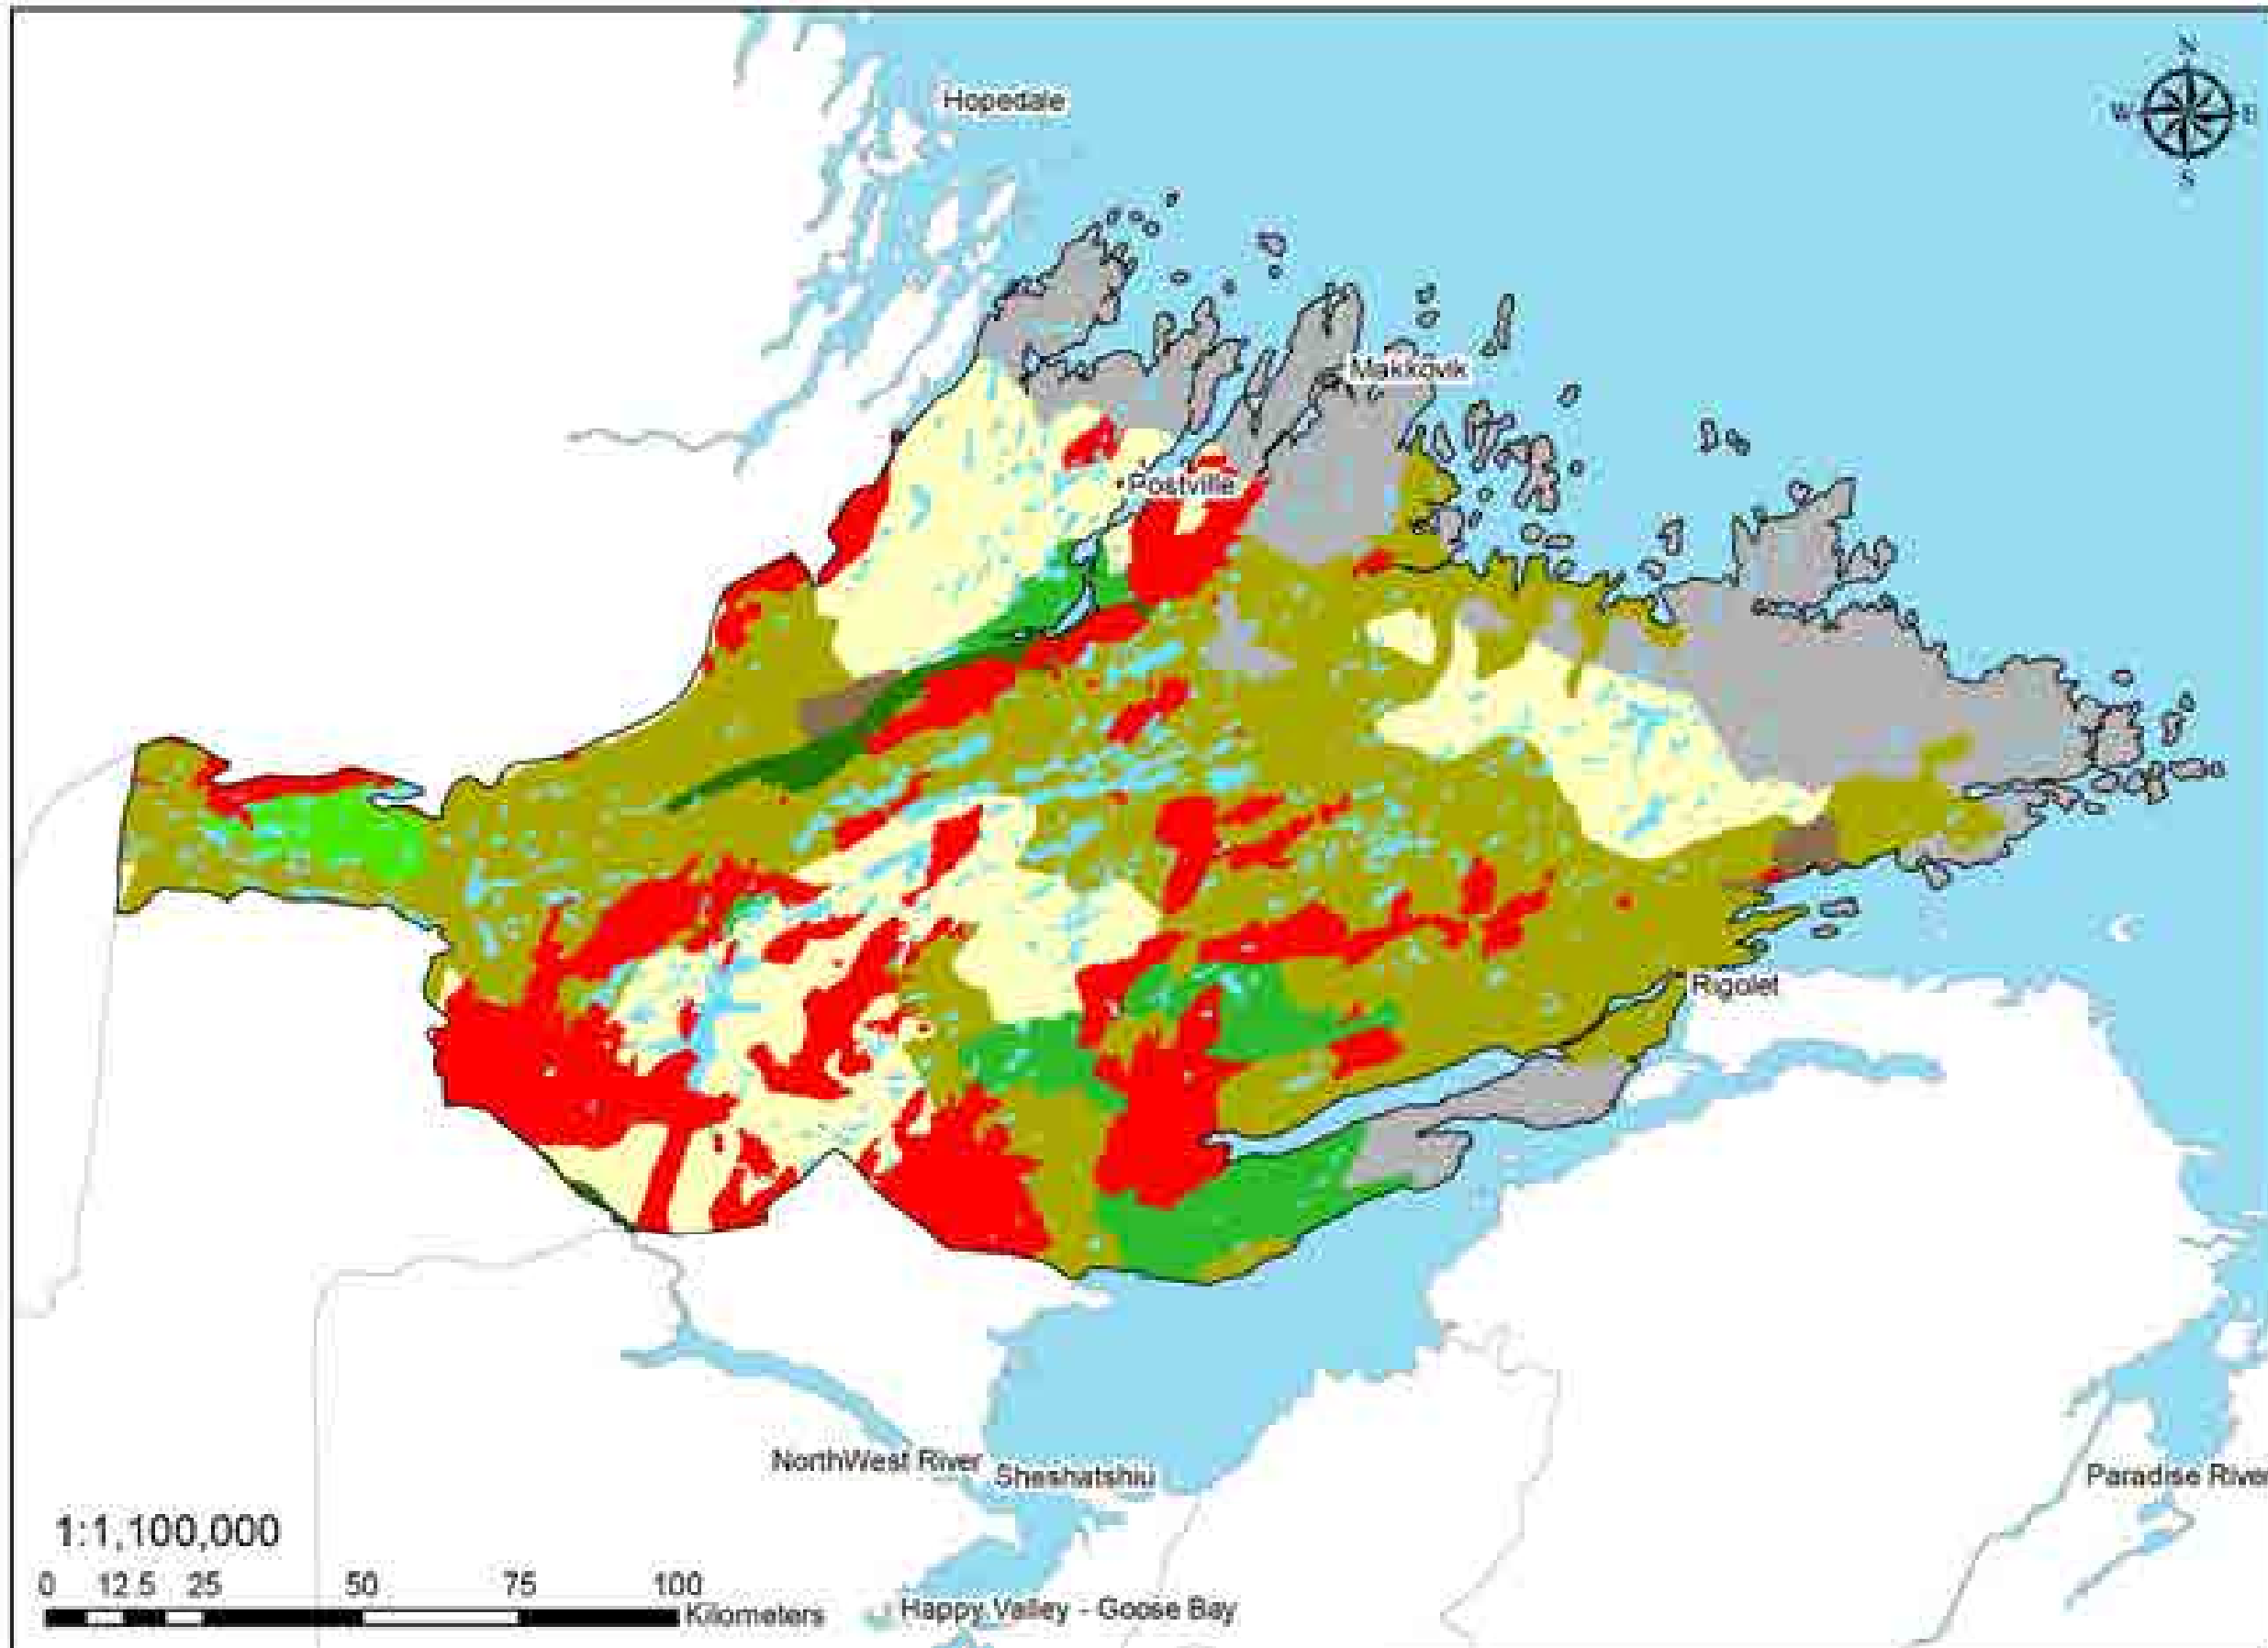 N
W E
S
Hopedale
Makkovik
Postville
Rigolet
NorthWest River
Sheshatshiu
Paradise River
1:1,100,000
0 12.5 25 50 75 100
Kilometers
Happy Valley - Goose Bay